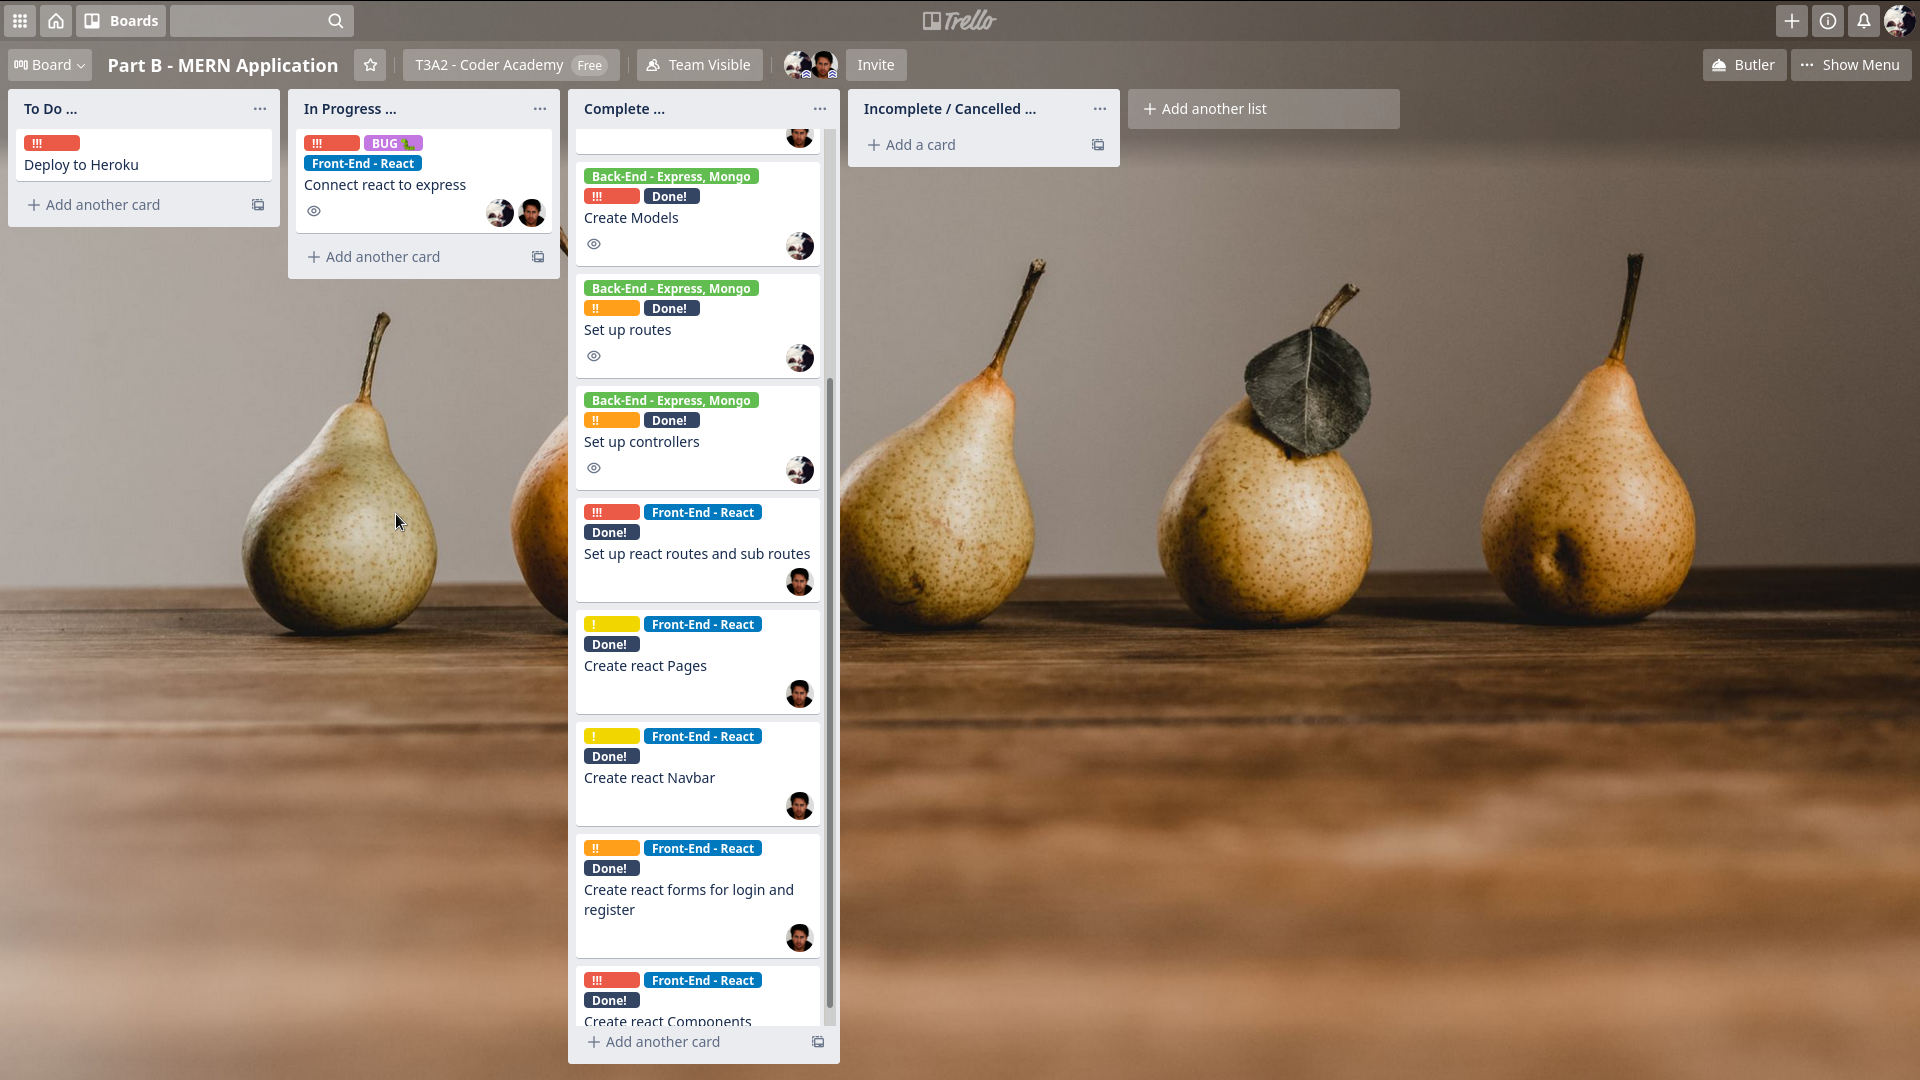 Boards
Trello
Board
Part B - MERN Application
T3A2 - Coder Academy
Free
Team Visible
Invite
Butler
Show Menu
To Do ...
!!!
Deploy to Heroku
Add another card
In Progress ...
!!! BUG 🐛
Front-End - React
Connect react to express
Add another card
Complete ...
Back-End - Express, Mongo
!!! Done!
Create Models
Back-End - Express, Mongo
!! Done!
Set up routes
Back-End - Express, Mongo
!! Done!
Set up controllers
!!! Front-End - React
Done!
Set up react routes and sub routes
! Front-End - React
Done!
Create react Pages
! Front-End - React
Done!
Create react Navbar
!! Front-End - React
Done!
Create react forms for login and
register
!!! Front-End - React
Done!
Create react Components
Add another card
Incomplete / Cancelled ...
Add a card
Add another list